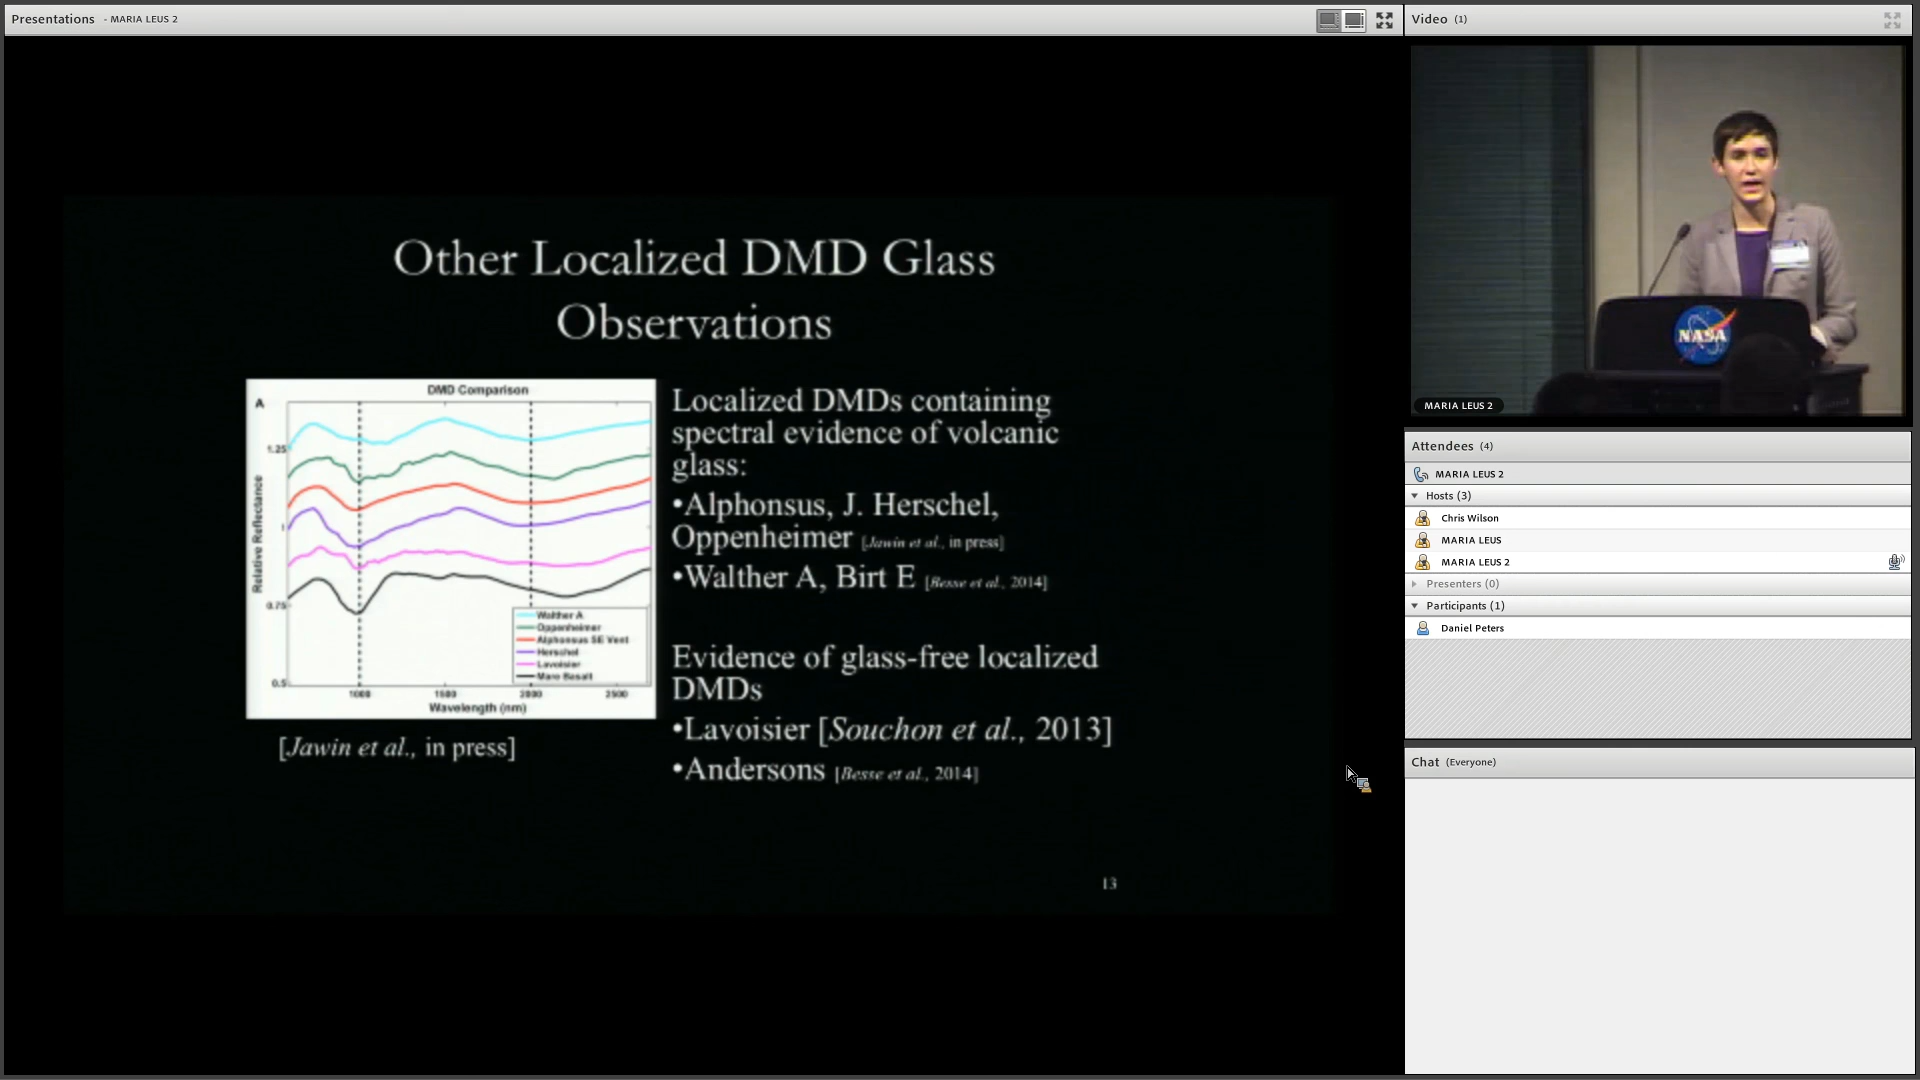 Presentations - MARIA LEUS 2
Other Localized DMD Glass
Observations
DMD Comparison
A
1.25
1
0.75
0.5
Relative Reflectance
Walther A
Oppenheimer
Alphonsus SE Vent
Herschel
Lavoisier
Mare Basalt
1000 1500 2000 2500
Wavelength (nm)
[Jawin et al., in press]
Localized DMDs containing
spectral evidence of volcanic
glass:
•Alphonsus, J. Herschel,
Oppenheimer [Jawin et al., in press]
•Walther A, Birt E [Besse et al., 2014]
Evidence of glass-free localized
DMDs
•Lavoisier [Souchon et al., 2013]
•Andersons [Besse et al., 2014]
13
Video (1)
NASA
MARIA LEUS 2
Attendees (4)
MARIA LEUS 2
Hosts (3)
Chris Wilson
MARIA LEUS
MARIA LEUS 2
Presenters (0)
Participants (1)
Daniel Peters
Chat (Everyone)